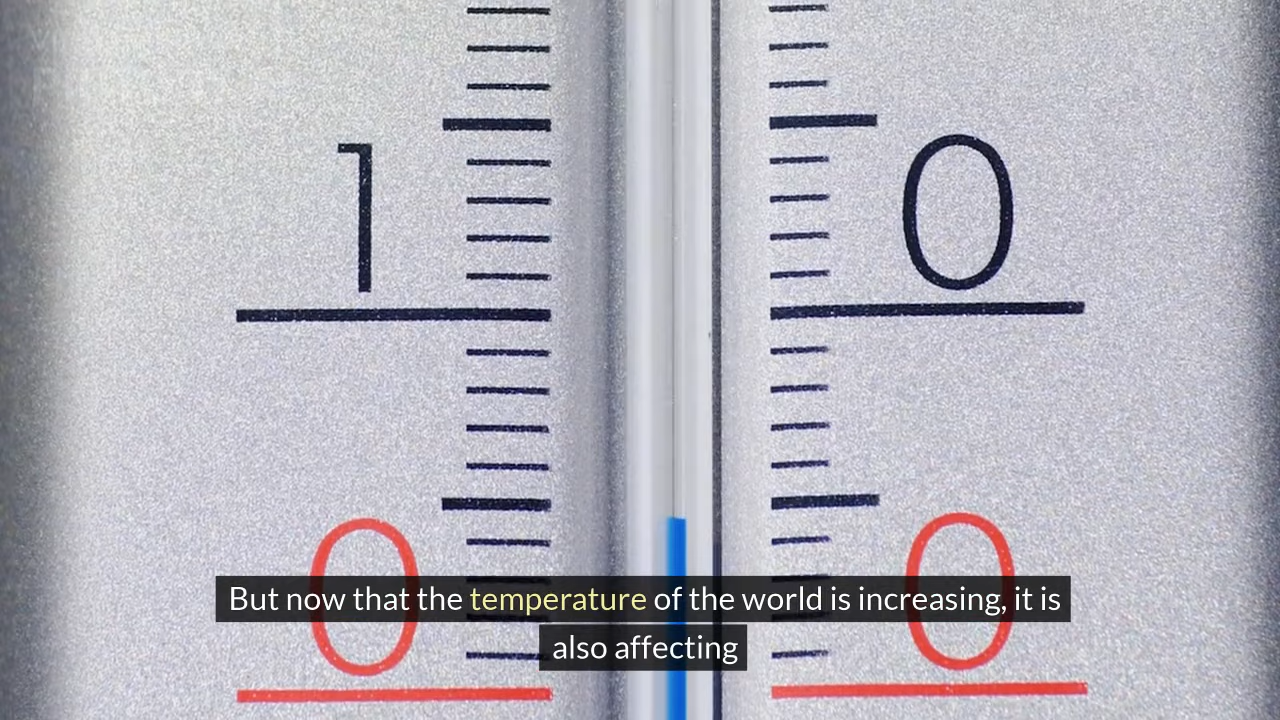 1 0
0 0
But now that the temperature of the world is increasing, it is
also affecting